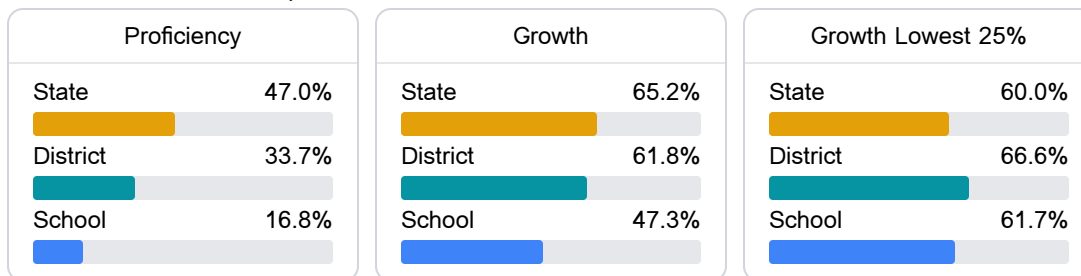 Proficiency
State 47.0%
District 33.7%
School 16.8%
Growth
State 65.2%
District 61.8%
School 47.3%
Growth Lowest 25%
State 60.0%
District 66.6%
School 61.7%